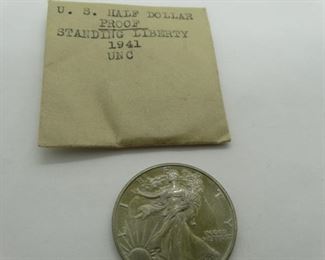 U. S. HALF DOLLAR
PROOF
STANDING LIBERTY
1941
UNC
LIBERTY